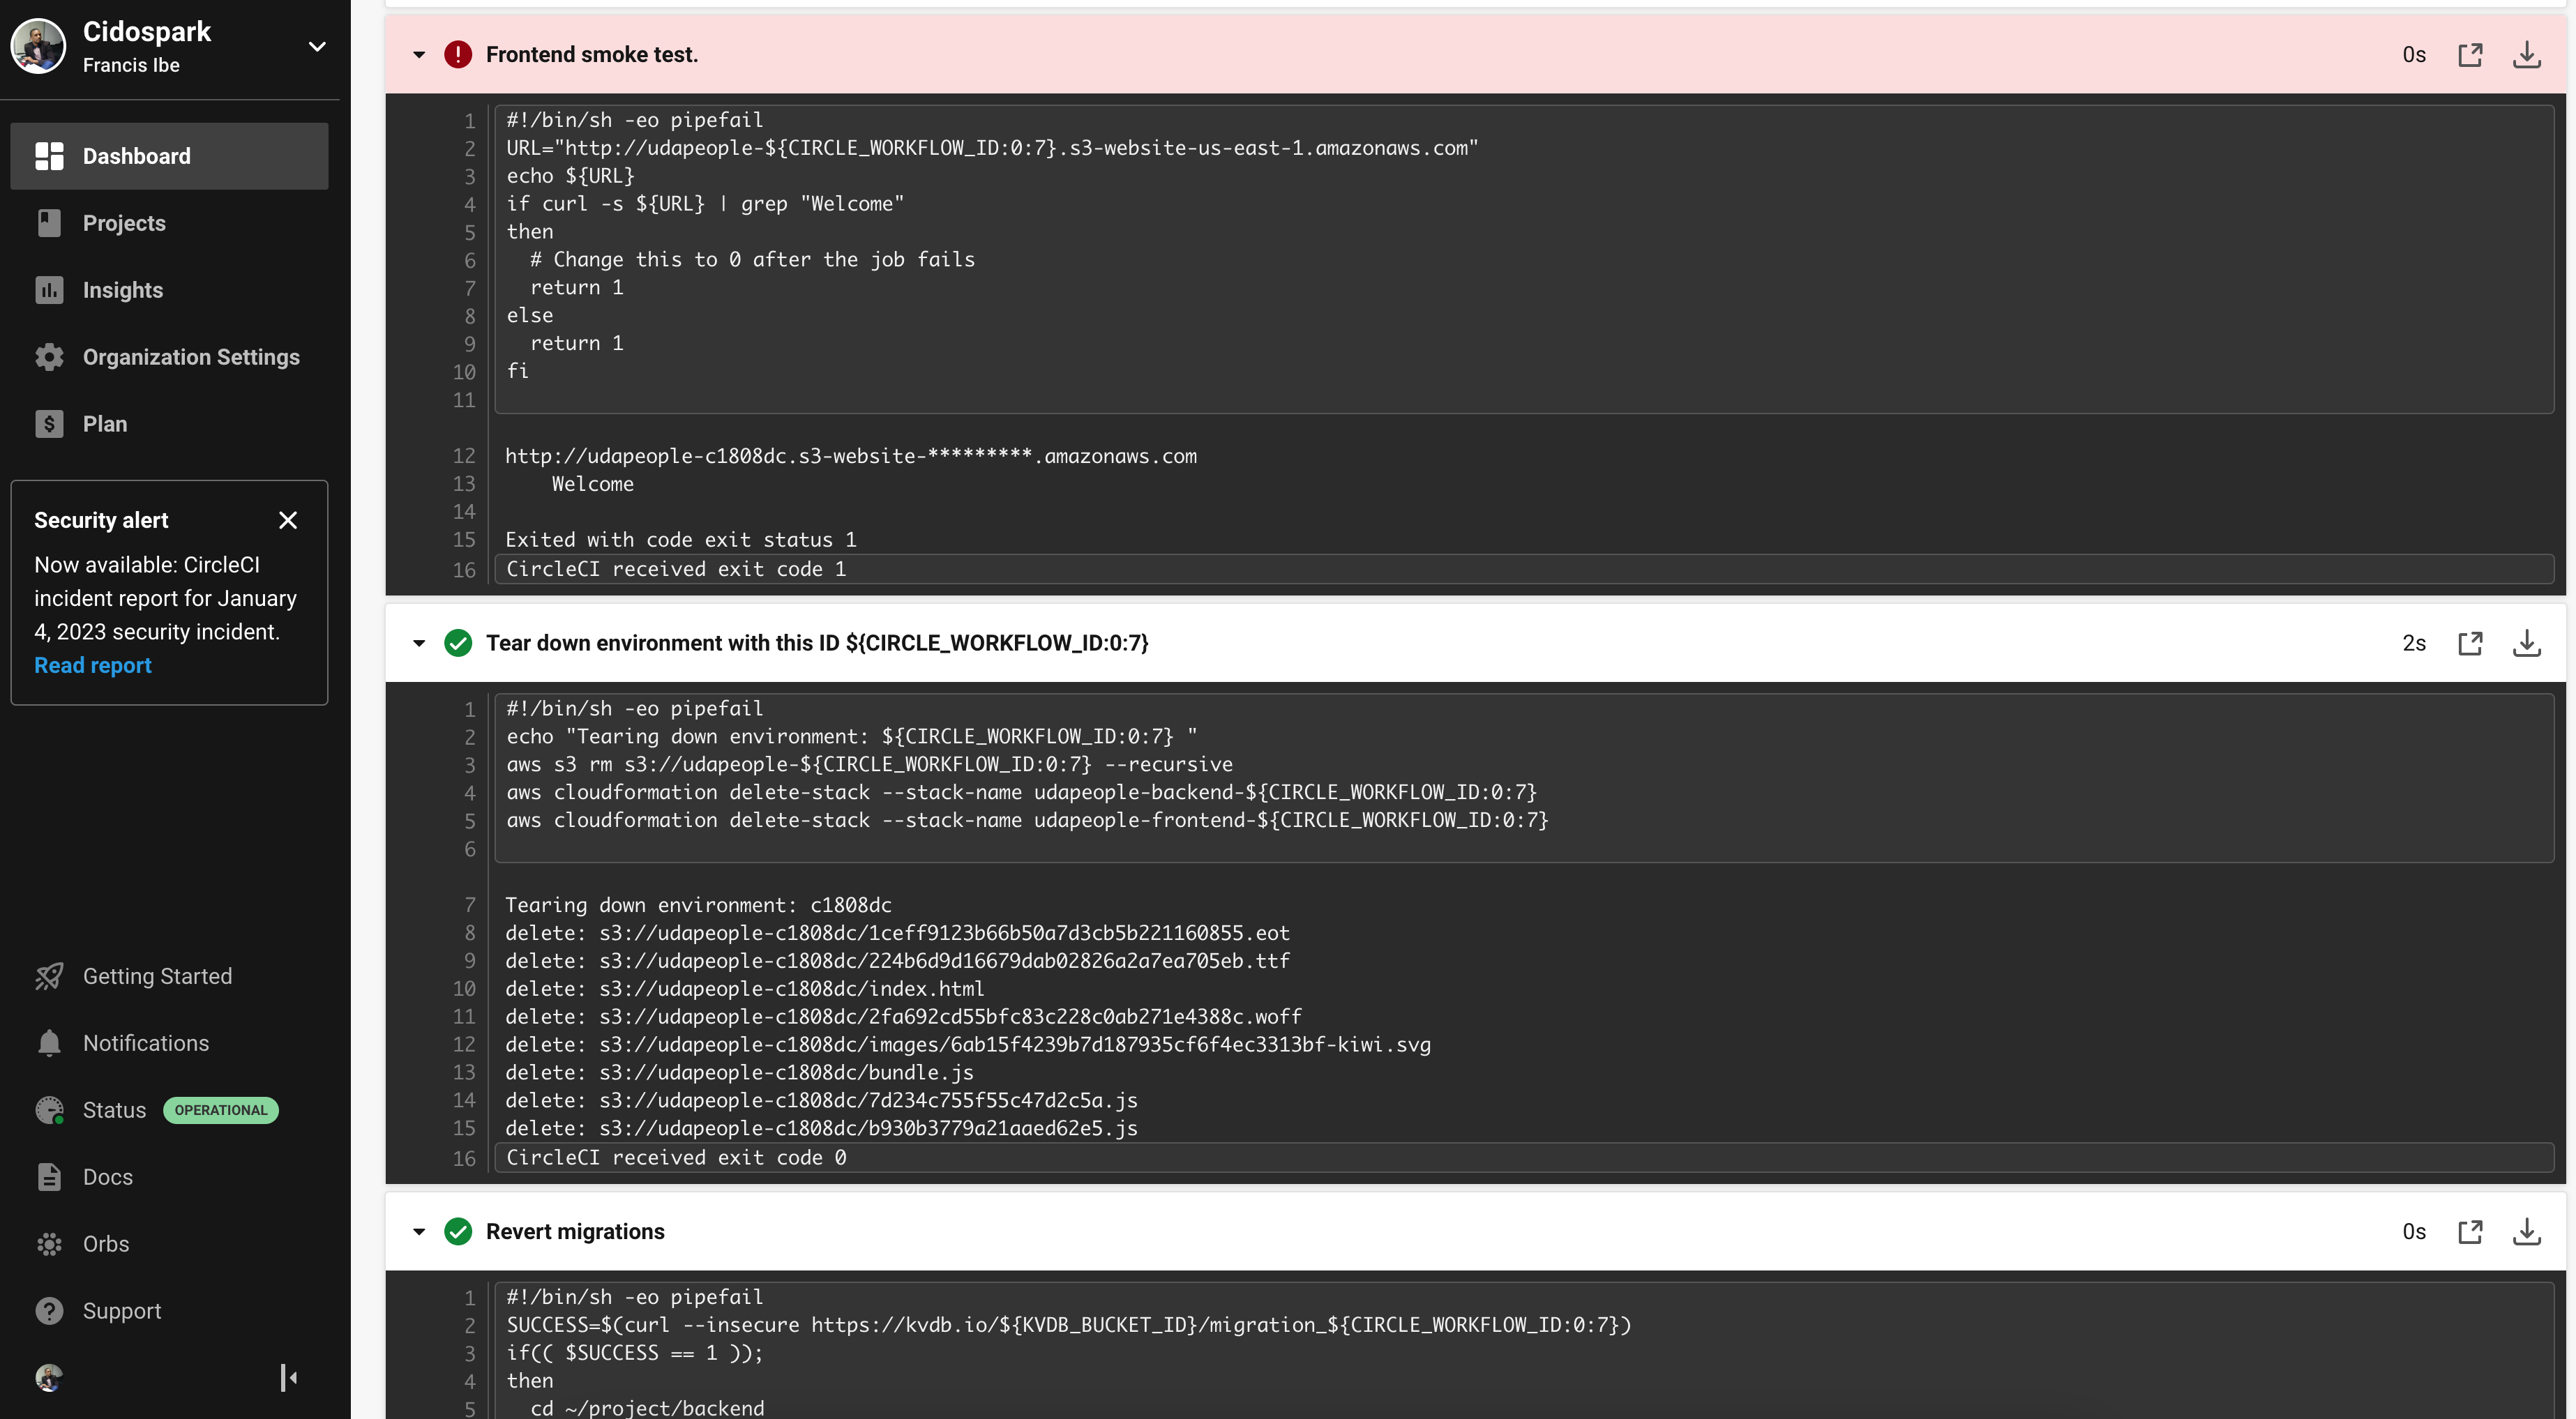 Cidospark
Francis Ibe
Dashboard
Projects
Insights
Organization Settings
Plan
Security alert
Now available: CircleCI
incident report for January
4, 2023 security incident.
Read report
Getting Started
Notifications
Status OPERATIONAL
Docs
Orbs
Support
Frontend smoke test. 0s
1 #!/bin/sh -eo pipefail
2 URL="http://udapeople-${CIRCLE_WORKFLOW_ID:0:7}.s3-website-us-east-1.amazonaws.com"
3 echo ${URL}
4 if curl -s ${URL} | grep "Welcome"
5 then
6 # Change this to 0 after the job fails
7 return 1
8 else
9 return 1
10 fi
11
12 http://udapeople-c1808dc.s3-website-*********.amazonaws.com
13 Welcome
14
15 Exited with code exit status 1
16 CircleCI received exit code 1
Tear down environment with this ID ${CIRCLE_WORKFLOW_ID:0:7} 2s
1 #!/bin/sh -eo pipefail
2 echo "Tearing down environment: ${CIRCLE_WORKFLOW_ID:0:7} "
3 aws s3 rm s3://udapeople-${CIRCLE_WORKFLOW_ID:0:7} --recursive
4 aws cloudformation delete-stack --stack-name udapeople-backend-${CIRCLE_WORKFLOW_ID:0:7}
5 aws cloudformation delete-stack --stack-name udapeople-frontend-${CIRCLE_WORKFLOW_ID:0:7}
6
7 Tearing down environment: c1808dc
8 delete: s3://udapeople-c1808dc/1ceff9123b66b50a7d3cb5b221160855.eot
9 delete: s3://udapeople-c1808dc/224b6d9d16679dab02826a2a7ea705eb.ttf
10 delete: s3://udapeople-c1808dc/index.html
11 delete: s3://udapeople-c1808dc/2fa692cd55bfc83c228c0ab271e4388c.woff
12 delete: s3://udapeople-c1808dc/images/6ab15f4239b7d187935cf6f4ec3313bf-kiwi.svg
13 delete: s3://udapeople-c1808dc/bundle.js
14 delete: s3://udapeople-c1808dc/7d234c755f55c47d2c5a.js
15 delete: s3://udapeople-c1808dc/b930b3779a21aaed62e5.js
16 CircleCI received exit code 0
Revert migrations 0s
1 #!/bin/sh -eo pipefail
2 SUCCESS=$(curl --insecure https://kvdb.io/${KVDB_BUCKET_ID}/migration_${CIRCLE_WORKFLOW_ID:0:7})
3 if(( $SUCCESS == 1 ));
4 then
5 cd ~/project/backend